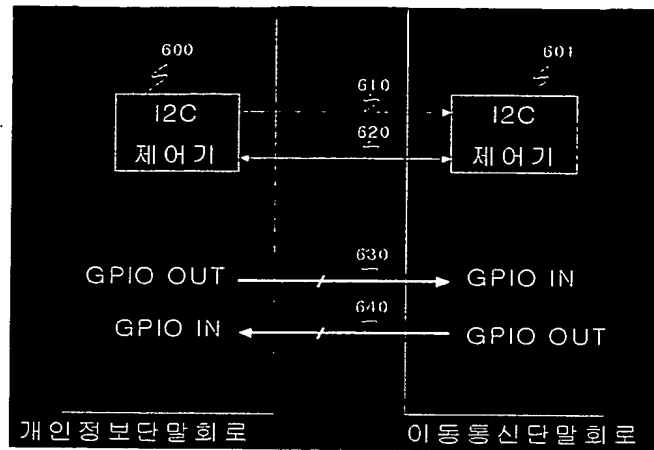 600
601
610
I2C
제어기
I2C
제어기
620
630
GPIO OUT
GPIO IN
640
GPIO IN
GPIO OUT
개인정보단말회로
이동통신단말회로